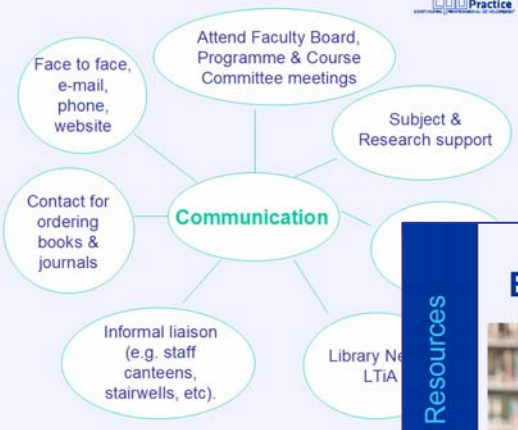 Practice
Attend Faculty Board,
Programme & Course
Committee meetings
Face to face,
e-mail,
phone,
website
Subject &
Research support
Contact for
ordering
books &
journals
Communication
Informal liaison
(e.g. staff
canteens,
stairwells, etc).
Library Ne
LTiA
Resources